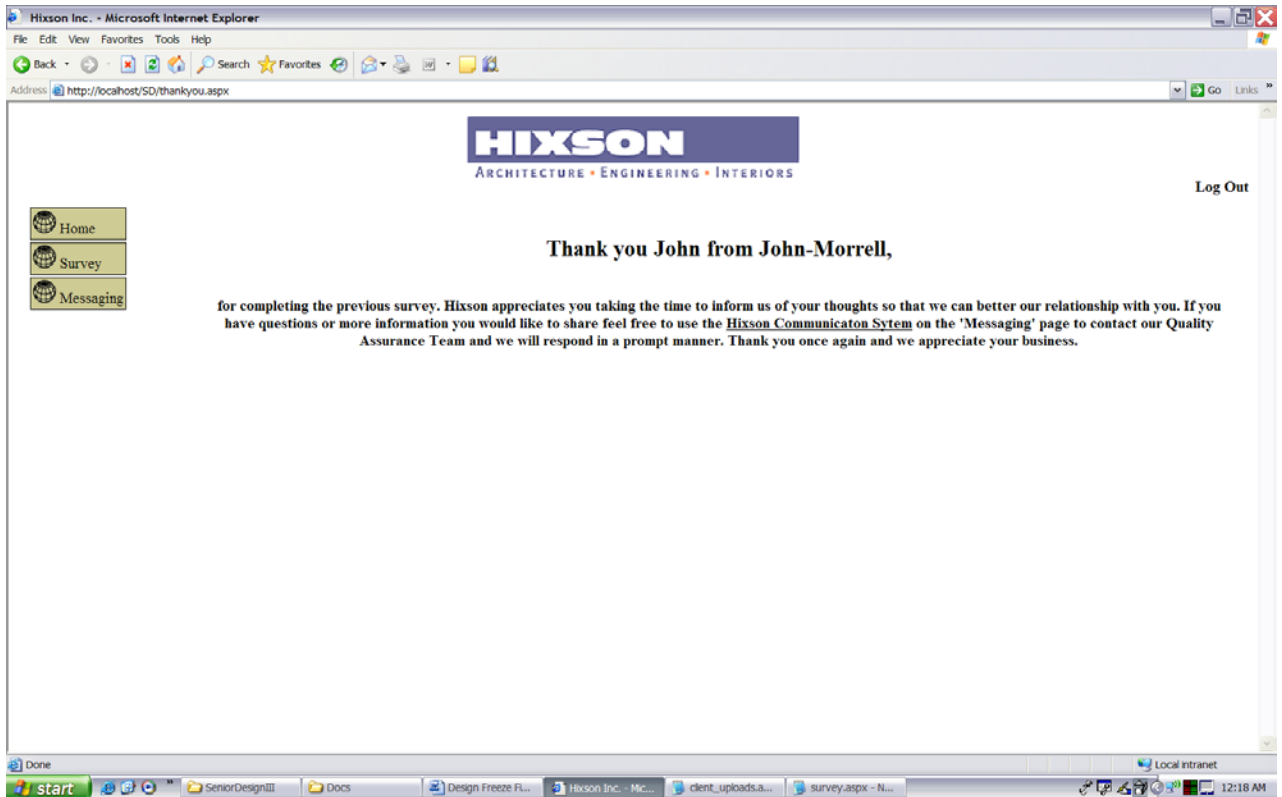 Hixson Inc. - Microsoft Internet Explorer
File Edit View Favorites Tools Help
Back Search Favorites
Address http://localhost/SD/thankyou.aspx Go Links »
HIXSON
ARCHITECTURE • ENGINEERING • INTERIORS
Log Out
Home
Survey
Messaging
Thank you John from John-Morrell,
for completing the previous survey. Hixson appreciates you taking the time to inform us of your thoughts so that we can better our relationship with you. If you
have questions or more information you would like to share feel free to use the Hixson Communicaton Sytem on the 'Messaging' page to contact our Quality
Assurance Team and we will respond in a prompt manner. Thank you once again and we appreciate your business.
Done Local intranet
start » SeniorDesignIII Docs Design Freeze Fi... Hixson Inc. - Mic... client_uploads.a... survey.aspx - N... 12:18 AM